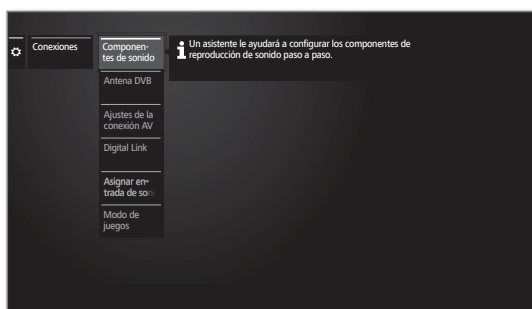 Conexiones
Componen-
tes de sonido
Un asistente le ayudará a configurar los componentes de
reproducción de sonido paso a paso.
Antena DVB
Ajustes de la
conexión AV
Digital Link
Asignar en-
trada de soni
Modo de
juegos